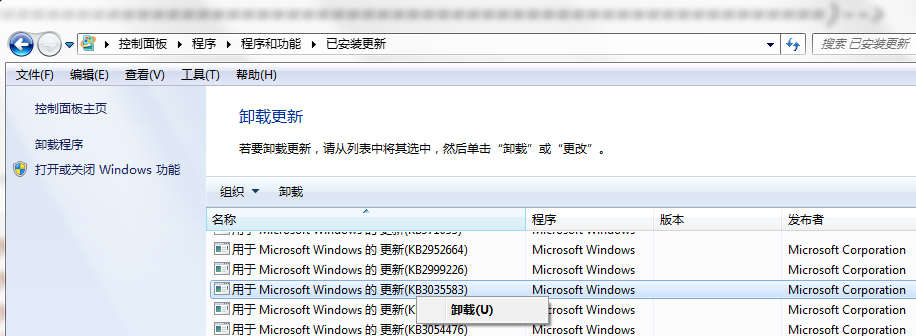 控制面板 ▸ 程序 ▸ 程序和功能 ▸ 已安装更新
搜索 已安装更新
文件(F) 编辑(E) 查看(V) 工具(T) 帮助(H)
控制面板主页
卸载程序
打开或关闭 Windows 功能
卸载更新
若要卸载更新，请从列表中将其选中，然后单击“卸载”或“更改”。
组织 卸载
名称 程序 版本 发布者
用于 Microsoft Windows 的 更新(KB2952664) Microsoft Windows Microsoft Corporation
用于 Microsoft Windows 的 更新(KB2999226) Microsoft Windows Microsoft Corporation
用于 Microsoft Windows 的 更新(KB3035583) Microsoft Windows Microsoft Corporation
用于 Microsoft Windows 的 更新(K Microsoft Windows Microsoft Corporation
卸载(U)
用于 Microsoft Windows 的 更新(KB3054476) Microsoft Windows Microsoft Corporation